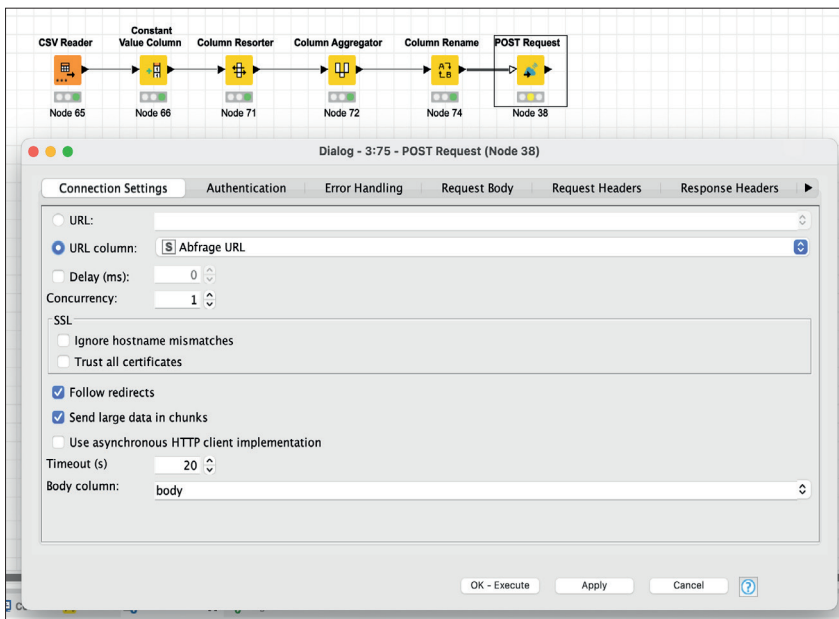 Constant
CSV Reader Value Column Column Resorter Column Aggregator Column Rename POST Request
Node 65 Node 66 Node 71 Node 72 Node 74 Node 38
Dialog - 3:75 - POST Request (Node 38)
Connection Settings Authentication Error Handling Request Body Request Headers Response Headers
URL:
URL column: S Abfrage URL
Delay (ms): 0
Concurrency: 1
SSL
Ignore hostname mismatches
Trust all certificates
Follow redirects
Send large data in chunks
Use asynchronous HTTP client implementation
Timeout (s) 20
Body column: body
OK - Execute Apply Cancel ?